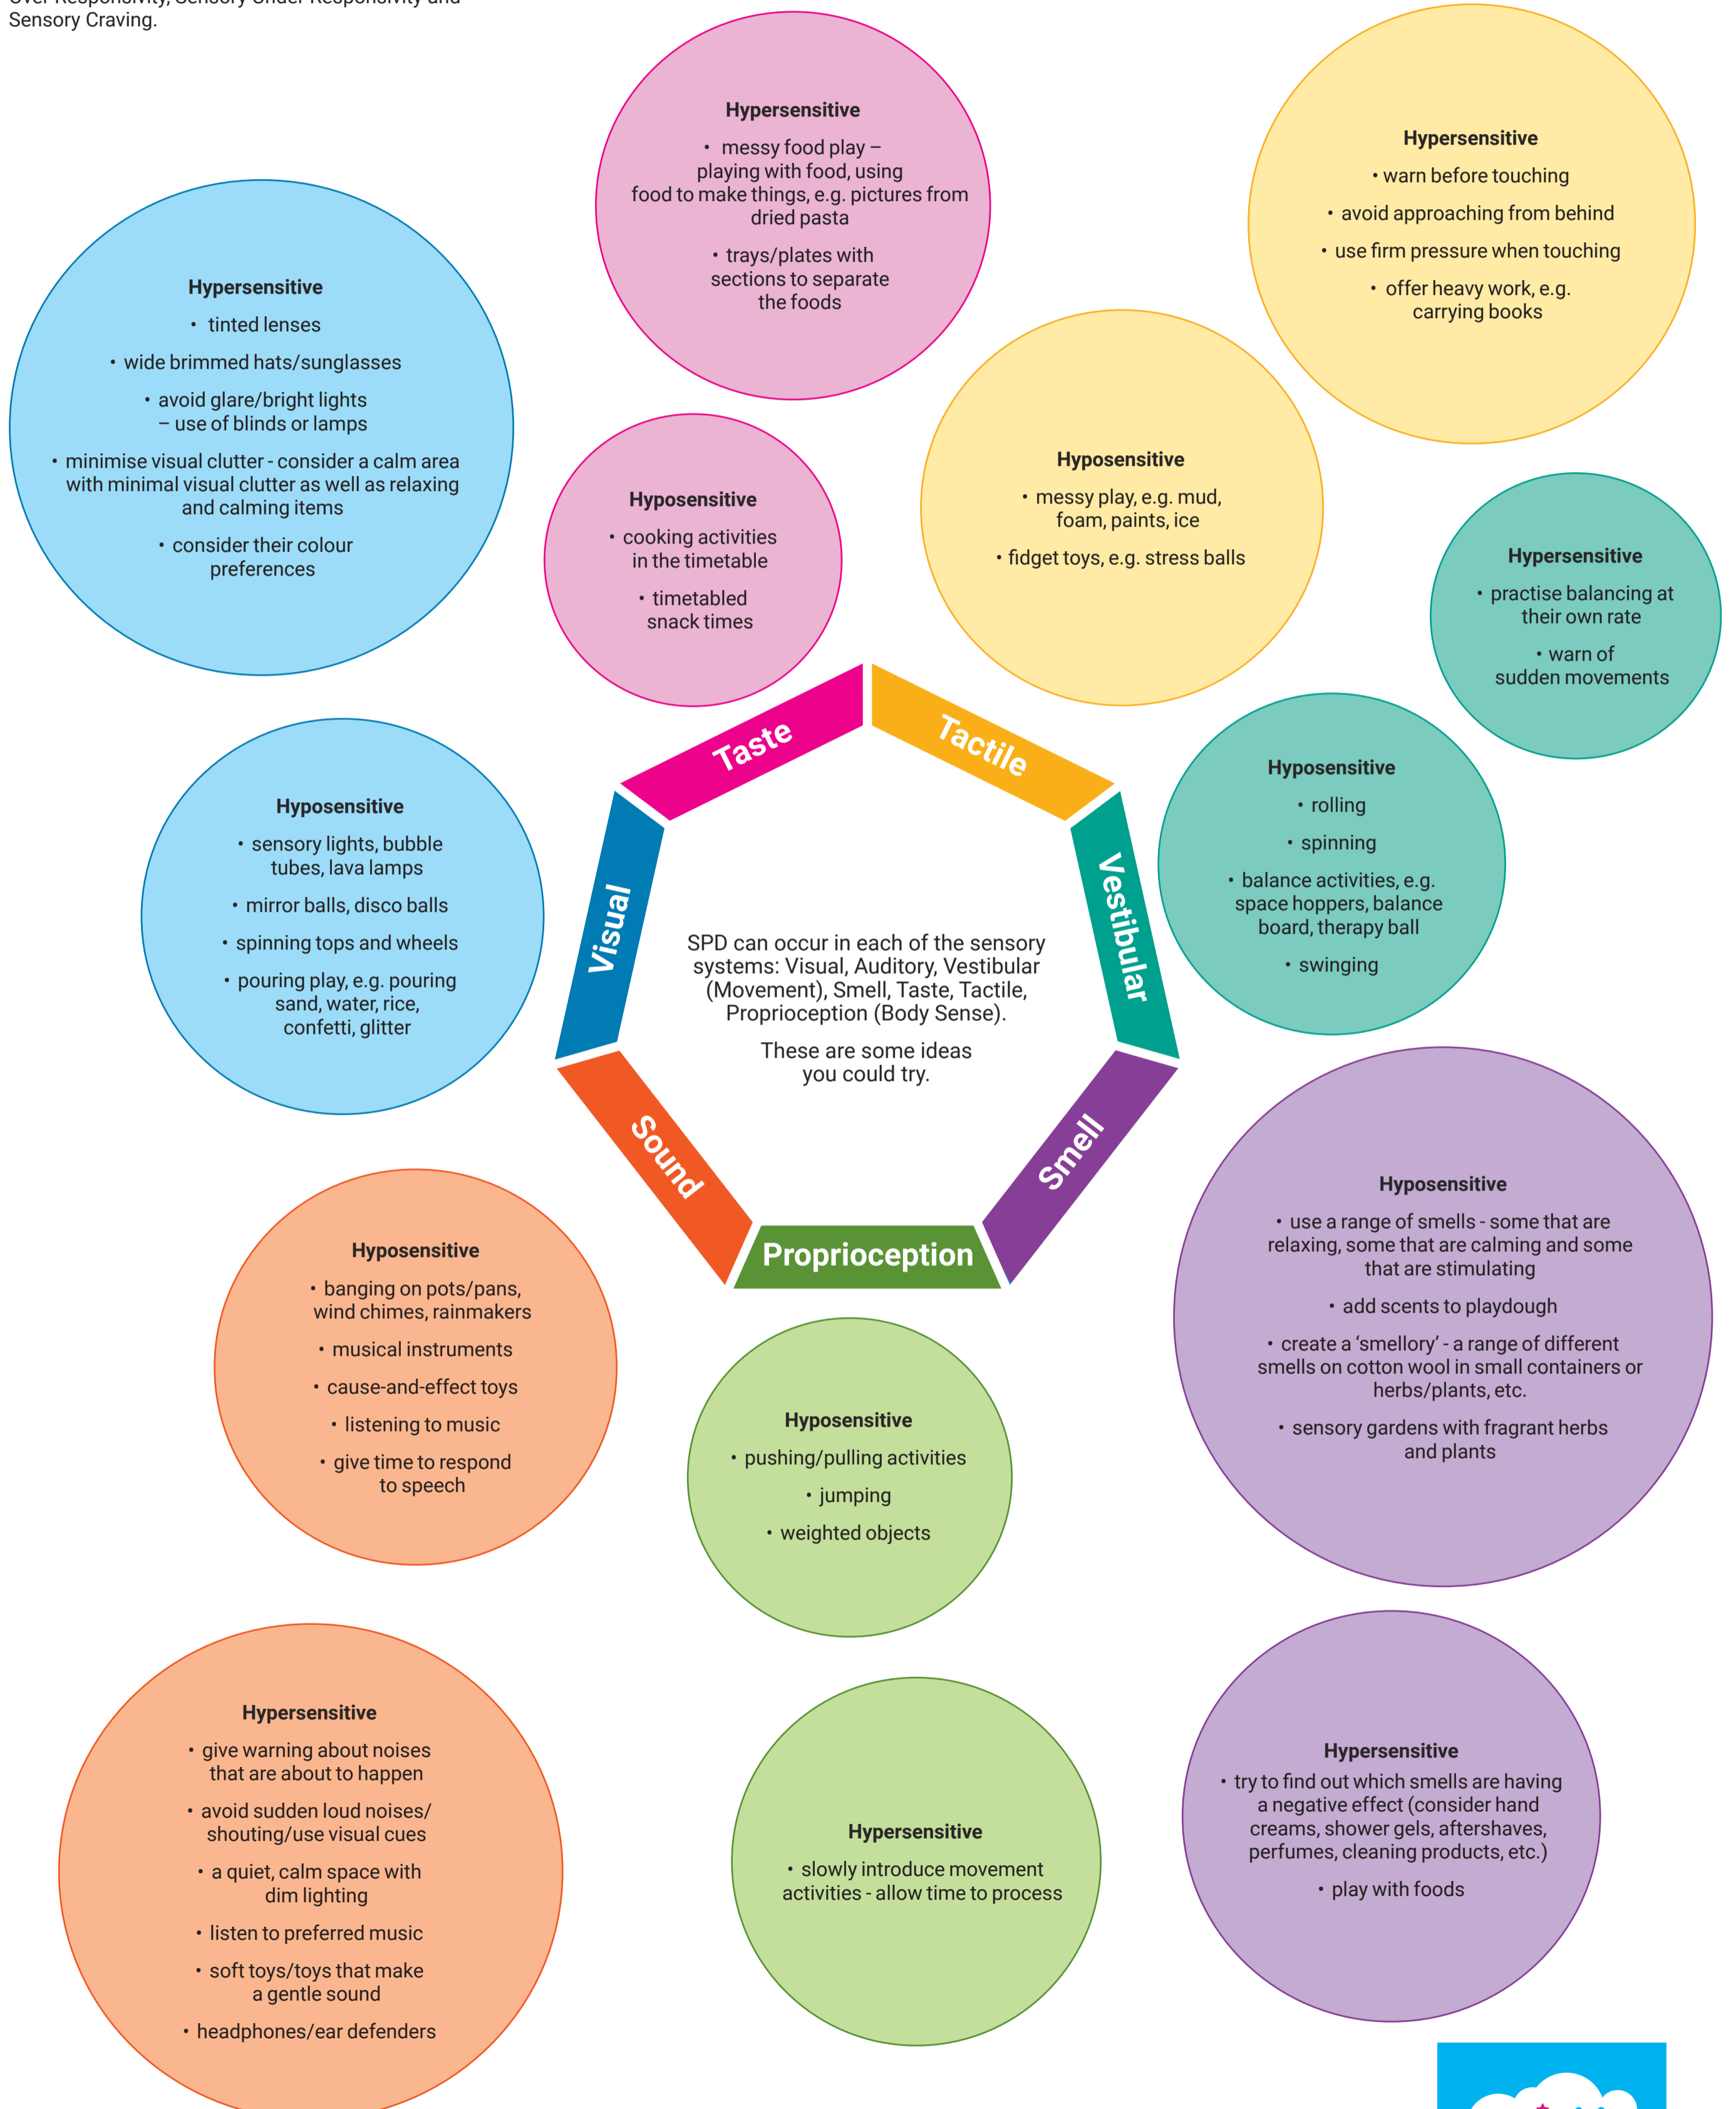 Over Responsivity, Sensory Under Responsivity and
Sensory Craving.
Hypersensitive
• messy food play –
playing with food, using
food to make things, e.g. pictures from
dried pasta
• trays/plates with
sections to separate
the foods
Hypersensitive
• warn before touching
• avoid approaching from behind
• use firm pressure when touching
• offer heavy work, e.g.
carrying books
Hypersensitive
• tinted lenses
• wide brimmed hats/sunglasses
• avoid glare/bright lights
– use of blinds or lamps
• minimise visual clutter - consider a calm area
with minimal visual clutter as well as relaxing
and calming items
• consider their colour
preferences
Hyposensitive
• cooking activities
in the timetable
• timetabled
snack times
Hyposensitive
• messy play, e.g. mud,
foam, paints, ice
• fidget toys, e.g. stress balls
Hypersensitive
• practise balancing at
their own rate
• warn of
sudden movements
Taste
Tactile
Hyposensitive
• sensory lights, bubble
tubes, lava lamps
• mirror balls, disco balls
• spinning tops and wheels
• pouring play, e.g. pouring
sand, water, rice,
confetti, glitter
Visual
Vestibular
Hyposensitive
• rolling
• spinning
• balance activities, e.g.
space hoppers, balance
board, therapy ball
• swinging
SPD can occur in each of the sensory
systems: Visual, Auditory, Vestibular
(Movement), Smell, Taste, Tactile,
Proprioception (Body Sense).
These are some ideas
you could try.
Sound
Smell
Proprioception
Hyposensitive
• banging on pots/pans,
wind chimes, rainmakers
• musical instruments
• cause-and-effect toys
• listening to music
• give time to respond
to speech
Hyposensitive
• pushing/pulling activities
• jumping
• weighted objects
Hyposensitive
• use a range of smells - some that are
relaxing, some that are calming and some
that are stimulating
• add scents to playdough
• create a ‘smellory’ - a range of different
smells on cotton wool in small containers or
herbs/plants, etc.
• sensory gardens with fragrant herbs
and plants
Hypersensitive
• give warning about noises
that are about to happen
• avoid sudden loud noises/
shouting/use visual cues
• a quiet, calm space with
dim lighting
• listen to preferred music
• soft toys/toys that make
a gentle sound
• headphones/ear defenders
Hypersensitive
• slowly introduce movement
activities - allow time to process
Hypersensitive
• try to find out which smells are having
a negative effect (consider hand
creams, shower gels, aftershaves,
perfumes, cleaning products, etc.)
• play with foods